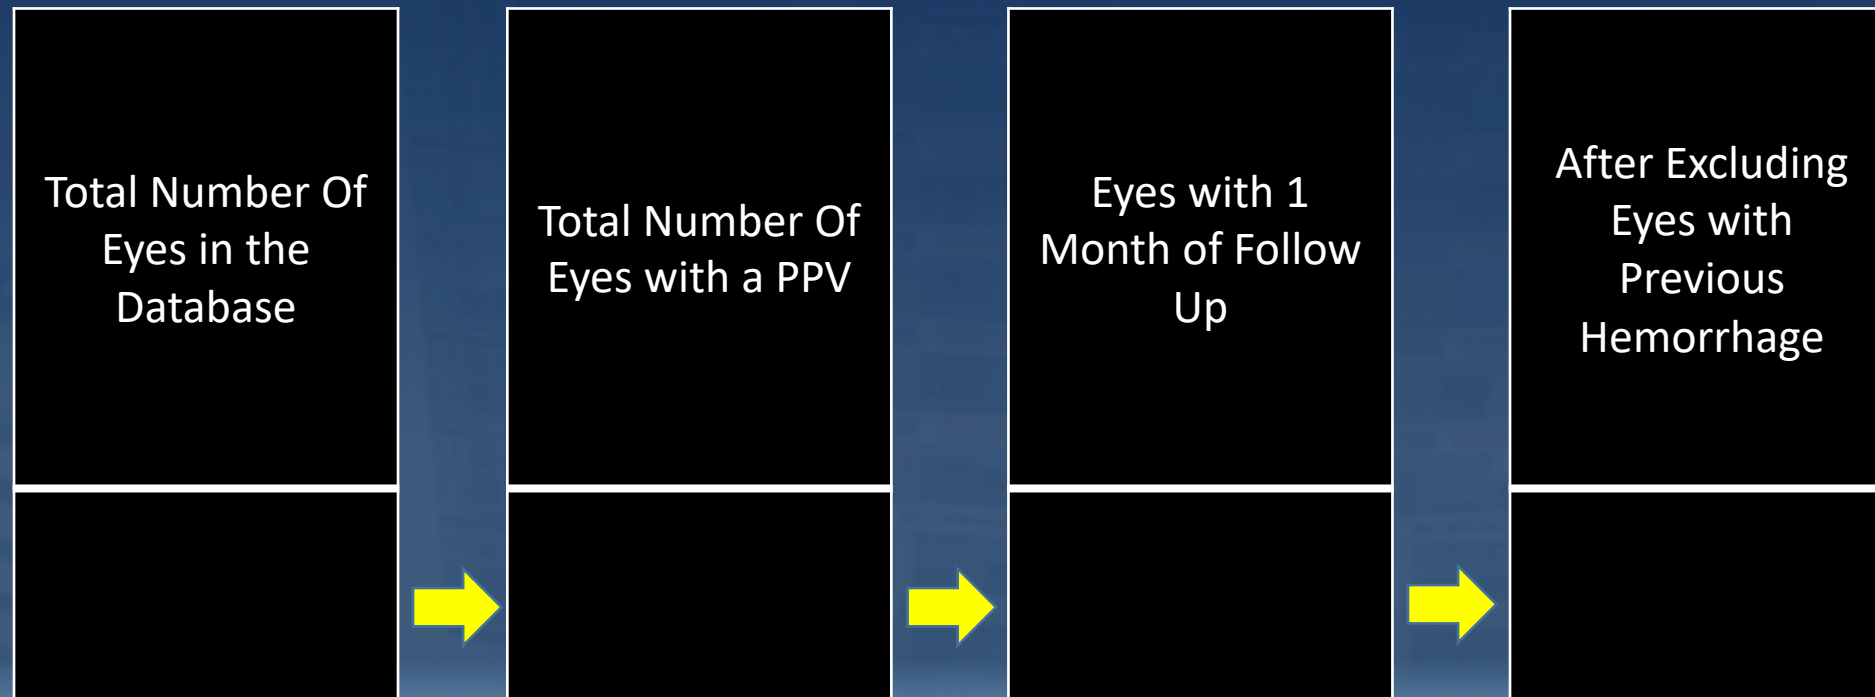 Total Number Of
Eyes in the
Database
Total Number Of
Eyes with a PPV
Eyes with 1
Month of Follow
Up
After Excluding
Eyes with
Previous
Hemorrhage